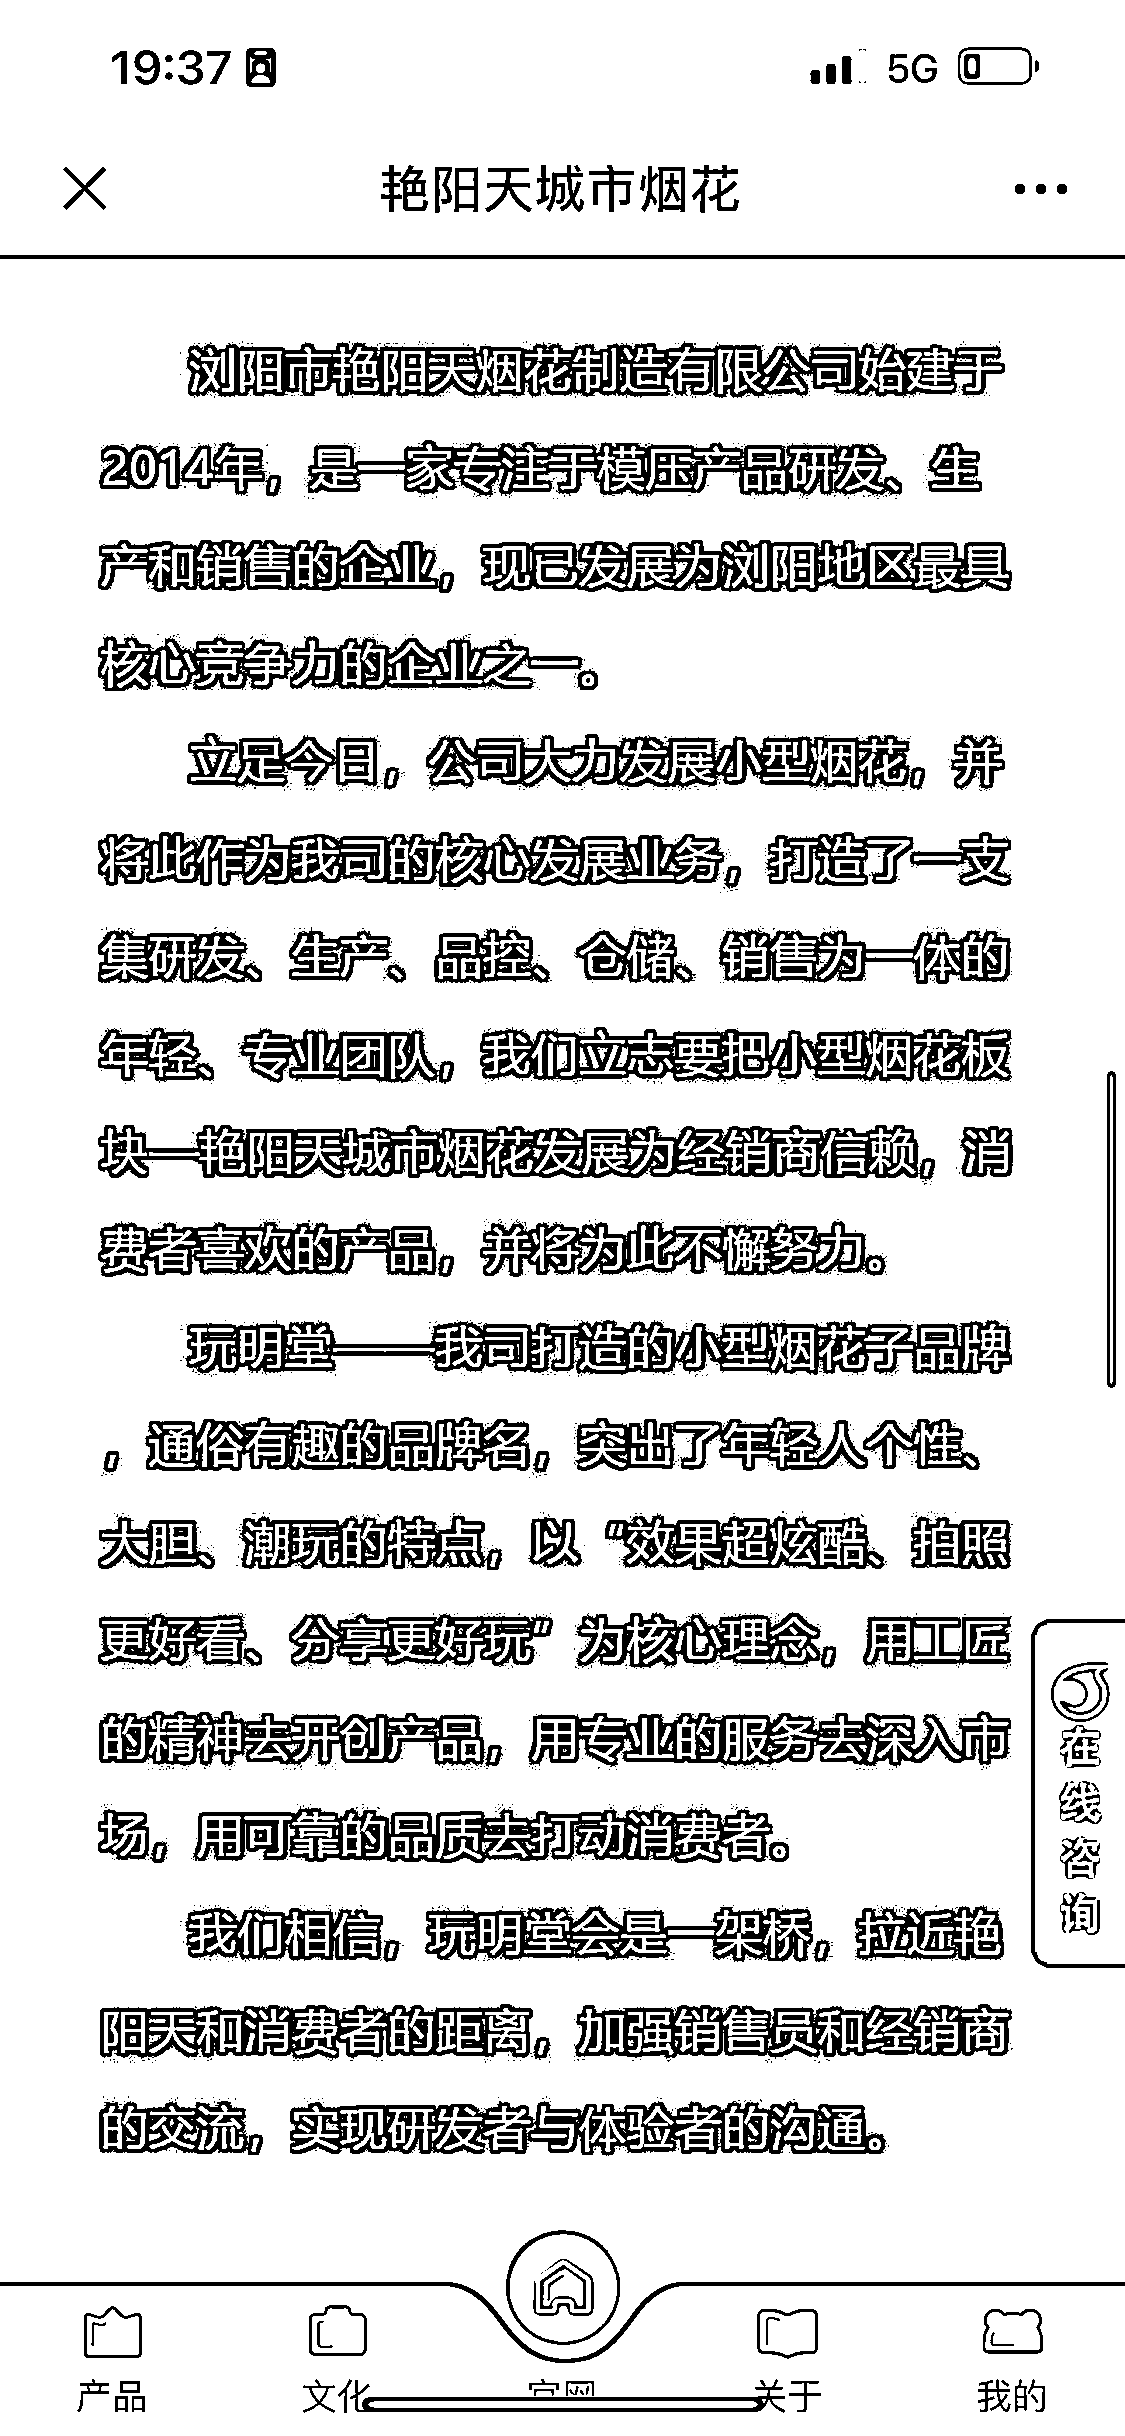 19:37
5G
艳阳天城市烟花
浏阳市艳阳天烟花制造有限公司始建于
2014年，是一家专注于模压产品研发、生
产和销售的企业，现已发展为浏阳地区最具
核心竞争力的企业之一。
立足今日，公司大力发展小型烟花，并
将此作为我司的核心发展业务，打造了一支
集研发、生产、品控、仓储、销售为一体的
年轻、专业团队，我们立志要把小型烟花板
块—艳阳天城市烟花发展为经销商信赖，消
费者喜欢的产品，并将为此不懈努力。
玩明堂——我司打造的小型烟花子品牌
，通俗有趣的品牌名，突出了年轻人个性、
大胆、潮玩的特点，以“效果超炫酷、拍照
更好看、分享更好玩”为核心理念，用工匠
的精神去开创产品，用专业的服务去深入市
场，用可靠的品质去打动消费者。
我们相信，玩明堂会是一架桥，拉近艳
阳天和消费者的距离，加强销售员和经销商
的交流，实现研发者与体验者的沟通。
在线咨询
产品
文化
官网
关于
我的